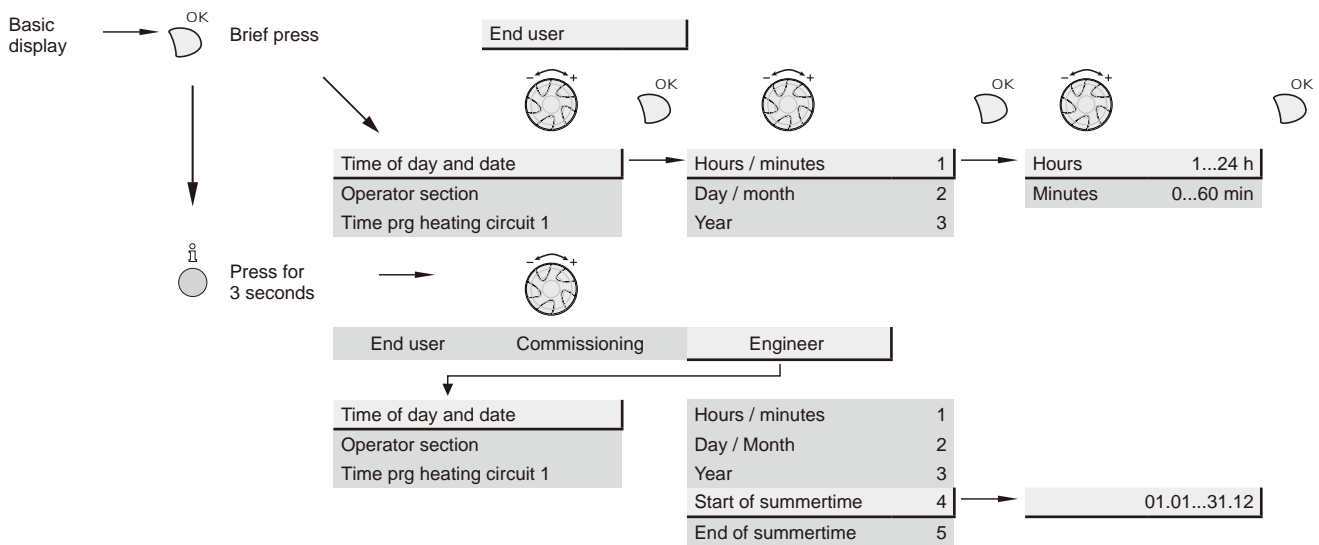 Basic
display
OK
Brief press
End user
- +
OK
- +
OK
- +
OK
Time of day and date
Operator section
Time prg heating circuit 1
Hours / minutes 1
Day / month 2
Year 3
Hours 1...24 h
Minutes 0...60 min
i
Press for
3 seconds
- +
End user Commissioning Engineer
Time of day and date
Operator section
Time prg heating circuit 1
Hours / minutes 1
Day / Month 2
Year 3
Start of summertime 4
End of summertime 5
01.01...31.12